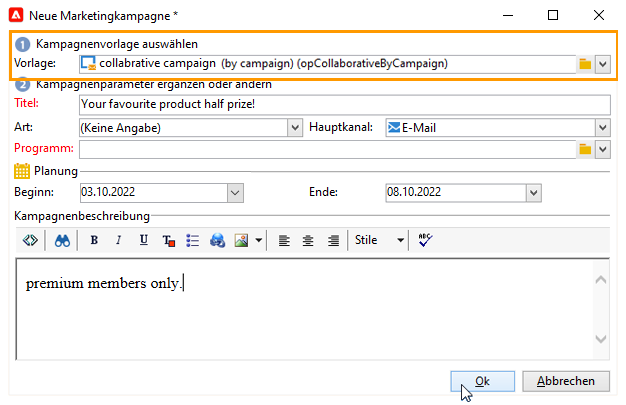 Neue Marketingkampagne *
1 Kampagnenvorlage auswählen
Vorlage: collabrative campaign (by campaign) (opCollaborativeByCampaign)
2 Kampagnenparameter ergänzen oder ändern
Titel: Your favourite product half prize!
Art: (Keine Angabe) Hauptkanal: E-Mail
Programm:
Planung
Beginn: 03.10.2022 Ende: 08.10.2022
Kampagnenbeschreibung
B I U T Stile ABC
premium members only.
Ok Abbrechen